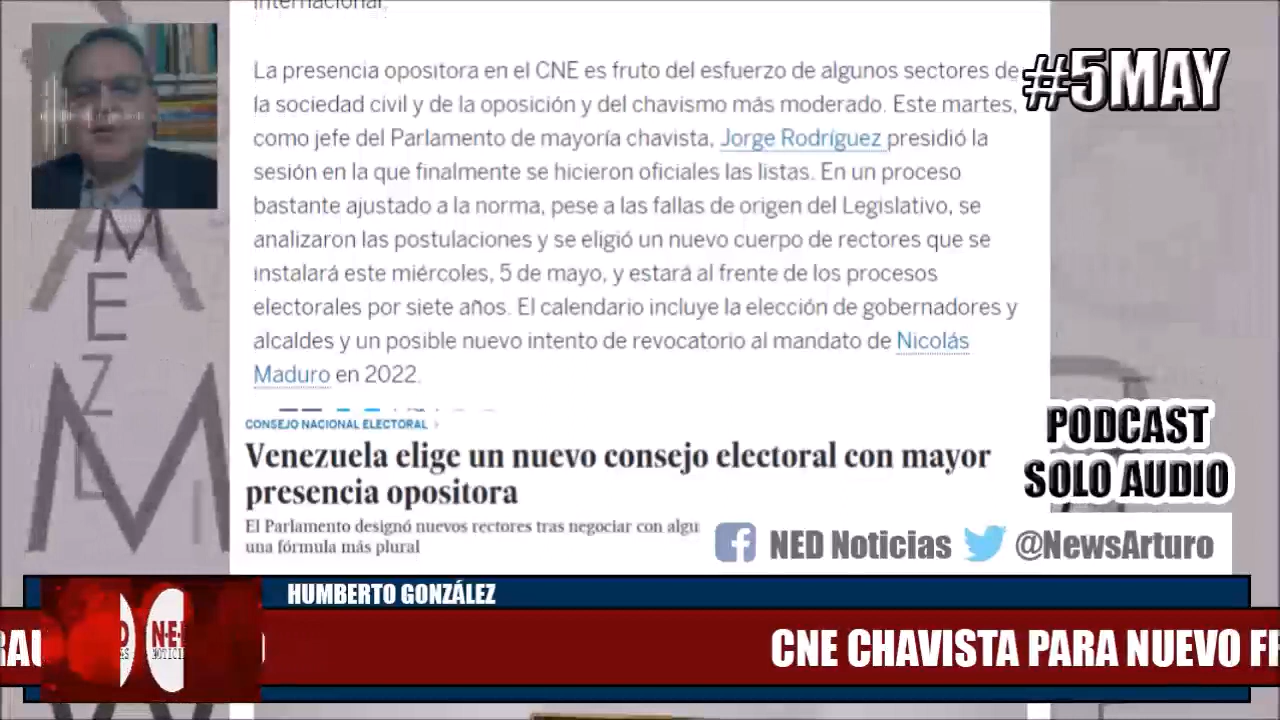 internacional.
La presencia opositora en el CNE es fruto del esfuerzo de algunos sectores de
la sociedad civil y de la oposición y del chavismo más moderado. Este martes,
como jefe del Parlamento de mayoría chavista, Jorge Rodríguez presidió la
sesión en la que finalmente se hicieron oficiales las listas. En un proceso
bastante ajustado a la norma, pese a las fallas de origen del Legislativo, se
analizaron las postulaciones y se eligió un nuevo cuerpo de rectores que se
instalará este miércoles, 5 de mayo, y estará al frente de los procesos
electorales por siete años. El calendario incluye la elección de gobernadores y
alcaldes y un posible nuevo intento de revocatorio al mandato de Nicolás
Maduro en 2022.
#5MAY
CONSEJO NACIONAL ELECTORAL ›
Venezuela elige un nuevo consejo electoral con mayor
presencia opositora
El Parlamento designó nuevos rectores tras negociar con algu
una fórmula más plural
PODCAST
SOLO AUDIO
NED Noticias @NewsArturo
HUMBERTO GONZÁLEZ
CNE CHAVISTA PARA NUEVO